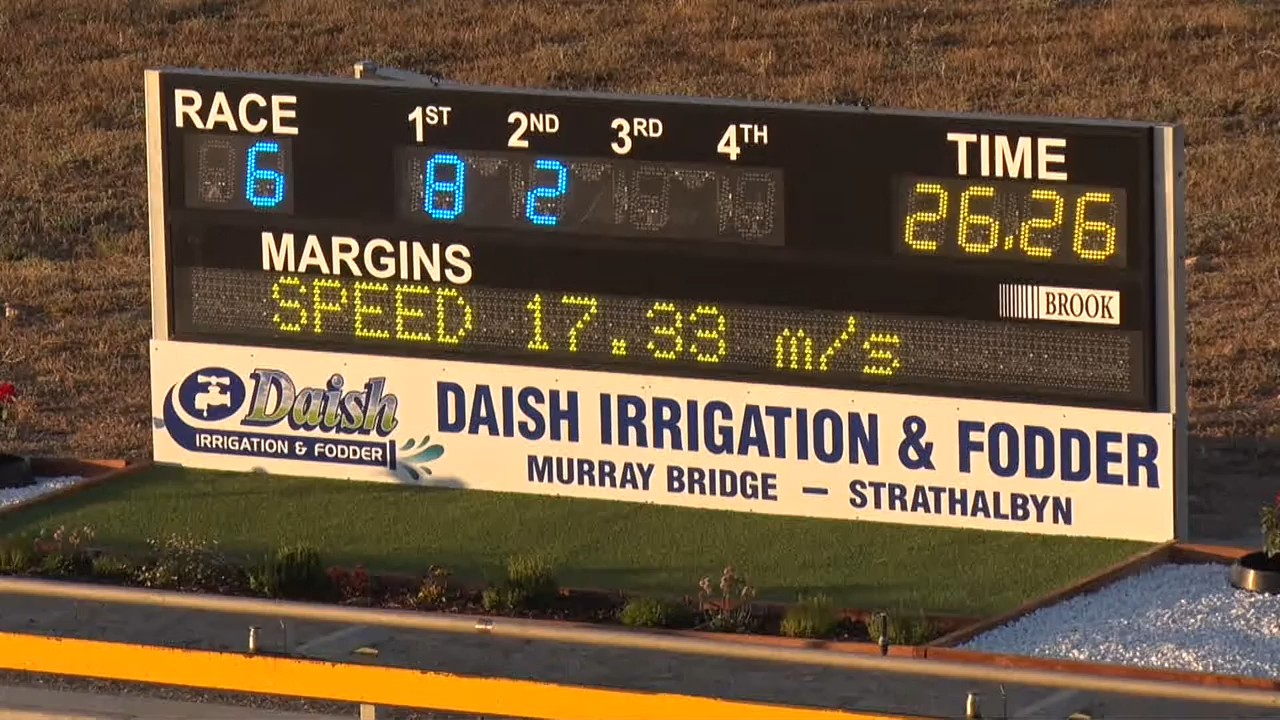 RACE 1ST 2ND 3RD 4TH TIME
6 8 2 26.26
MARGINS
BROOK
SPEED 17.33 m/s
Daish
IRRIGATION & FODDER
DAISH IRRIGATION & FODDER
MURRAY BRIDGE – STRATHALBYN